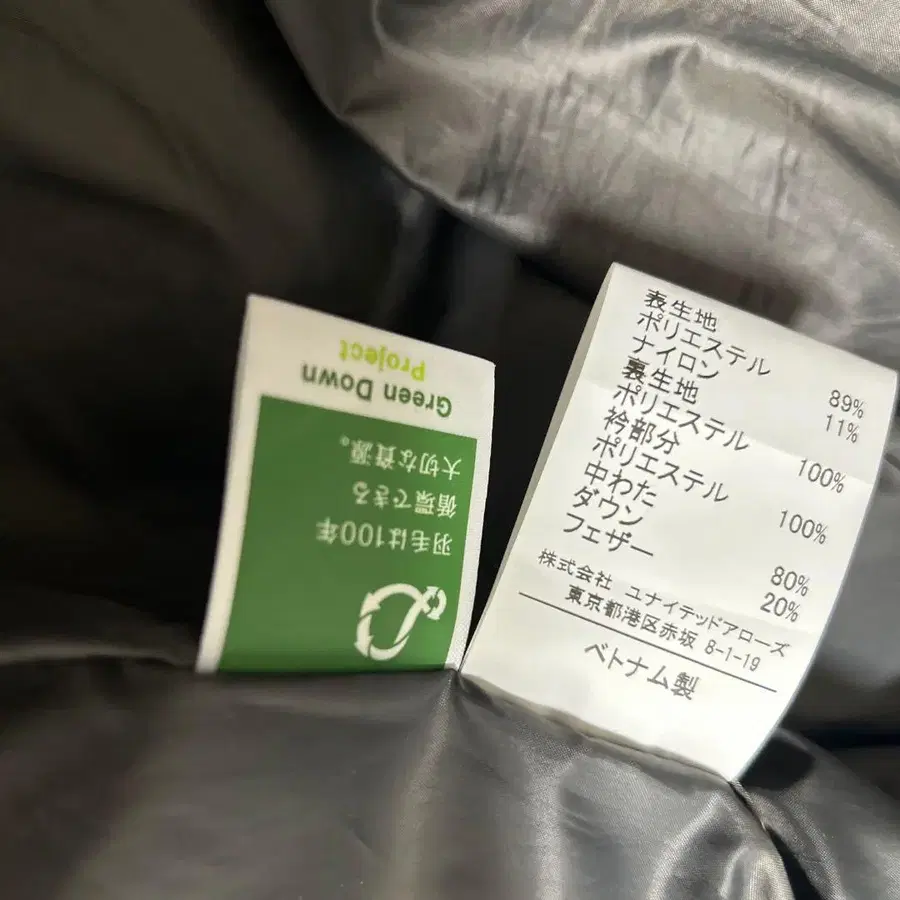 表生地
ポリエステル 89%
ナイロン 11%
裏生地
ポリエステル 100%
衿部分
ポリエステル 100%
中わた
ダウン 80%
フェザー 20%
株式会社 ユナイテッドアローズ
東京都港区赤坂 8-1-19
ベトナム製
羽毛は100年
循環できる
大切な資源。
Green Down
Project